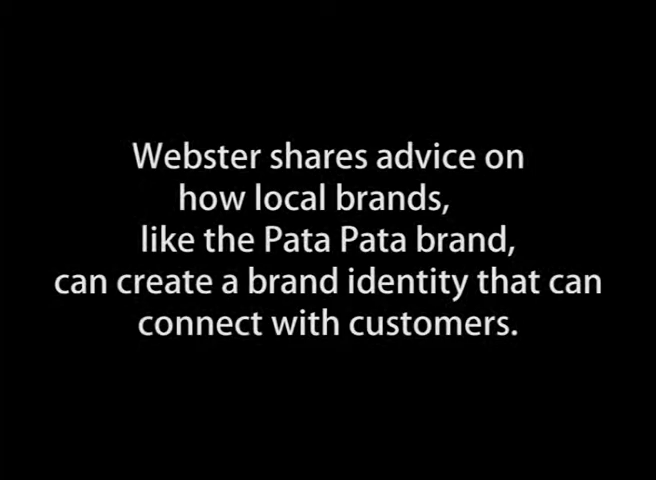 Webster shares advice on
how local brands,
like the Pata Pata brand,
can create a brand identity that can
connect with customers.